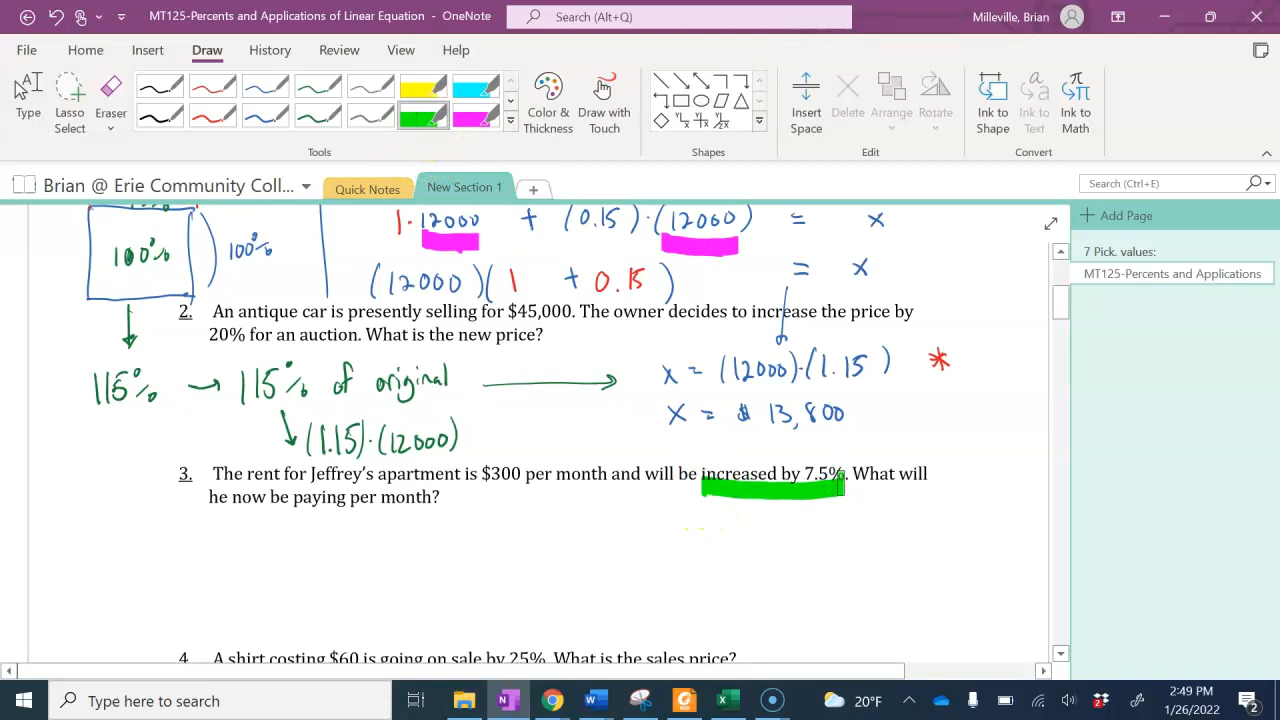 MT125-Percents and Applications of Linear Equation - OneNote
Search (Alt+Q)
Milleville, Brian
File Home Insert Draw History Review View Help
Type
Lasso Select
Eraser
Color & Thickness
Draw with Touch
Insert Space
Delete
Arrange
Rotate
Ink to Shape
Ink to Text
Ink to Math
Tools Shapes Edit Convert
Brian @ Erie Community Coll...
Quick Notes
New Section 1
Search (Ctrl+E)
Add Page
7 Pick. values:
MT125-Percents and Applications
1·12000 + (0.15)·(12000) = x
100% 100%
(12000)(1 + 0.15) = x
2. An antique car is presently selling for $45,000. The owner decides to increase the price by
20% for an auction. What is the new price?
115% → 115% of original → x = (12000)·(1.15) *
x = $ 13,800
(1.15)·(12000)
3. The rent for Jeffrey's apartment is $300 per month and will be increased by 7.5%. What will
he now be paying per month?
4. A shirt costing $60 is going on sale by 25%. What is the sales price?
Type here to search
20°F
2:49 PM
1/26/2022
2